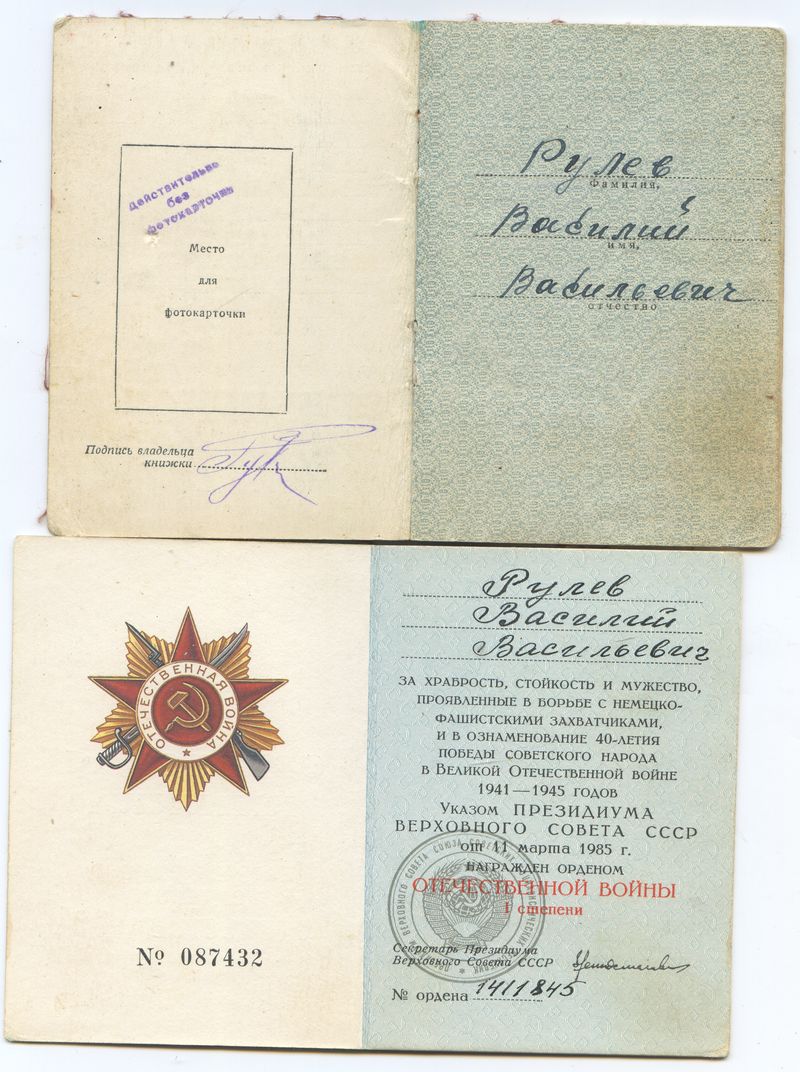 Действительно
без
фотокарточки
Место
для
фотокарточки
Подпись владельца
книжки
Рулев
Фамилия,
Василий
имя,
Васильевич
отчество
ОТЕЧЕСТВЕННАЯ ВОЙНА
№ 087432
Рулев
Василий
Васильевич
ЗА ХРАБРОСТЬ, СТОЙКОСТЬ И МУЖЕСТВО,
ПРОЯВЛЕННЫЕ В БОРЬБЕ С НЕМЕЦКО-
ФАШИСТСКИМИ ЗАХВАТЧИКАМИ,
И В ОЗНАМЕНОВАНИЕ 40-ЛЕТИЯ
ПОБЕДЫ СОВЕТСКОГО НАРОДА
В ВЕЛИКОЙ ОТЕЧЕСТВЕННОЙ ВОЙНЕ
1941—1945 ГОДОВ
УКАЗОМ ПРЕЗИДИУМА
ВЕРХОВНОГО СОВЕТА СССР
от 11 марта 1985 г.
НАГРАЖДЕН ОРДЕНОМ
ОТЕЧЕСТВЕННОЙ ВОЙНЫ
I степени
Секретарь Президиума
Верховного Совета СССР
№ ордена 1411845